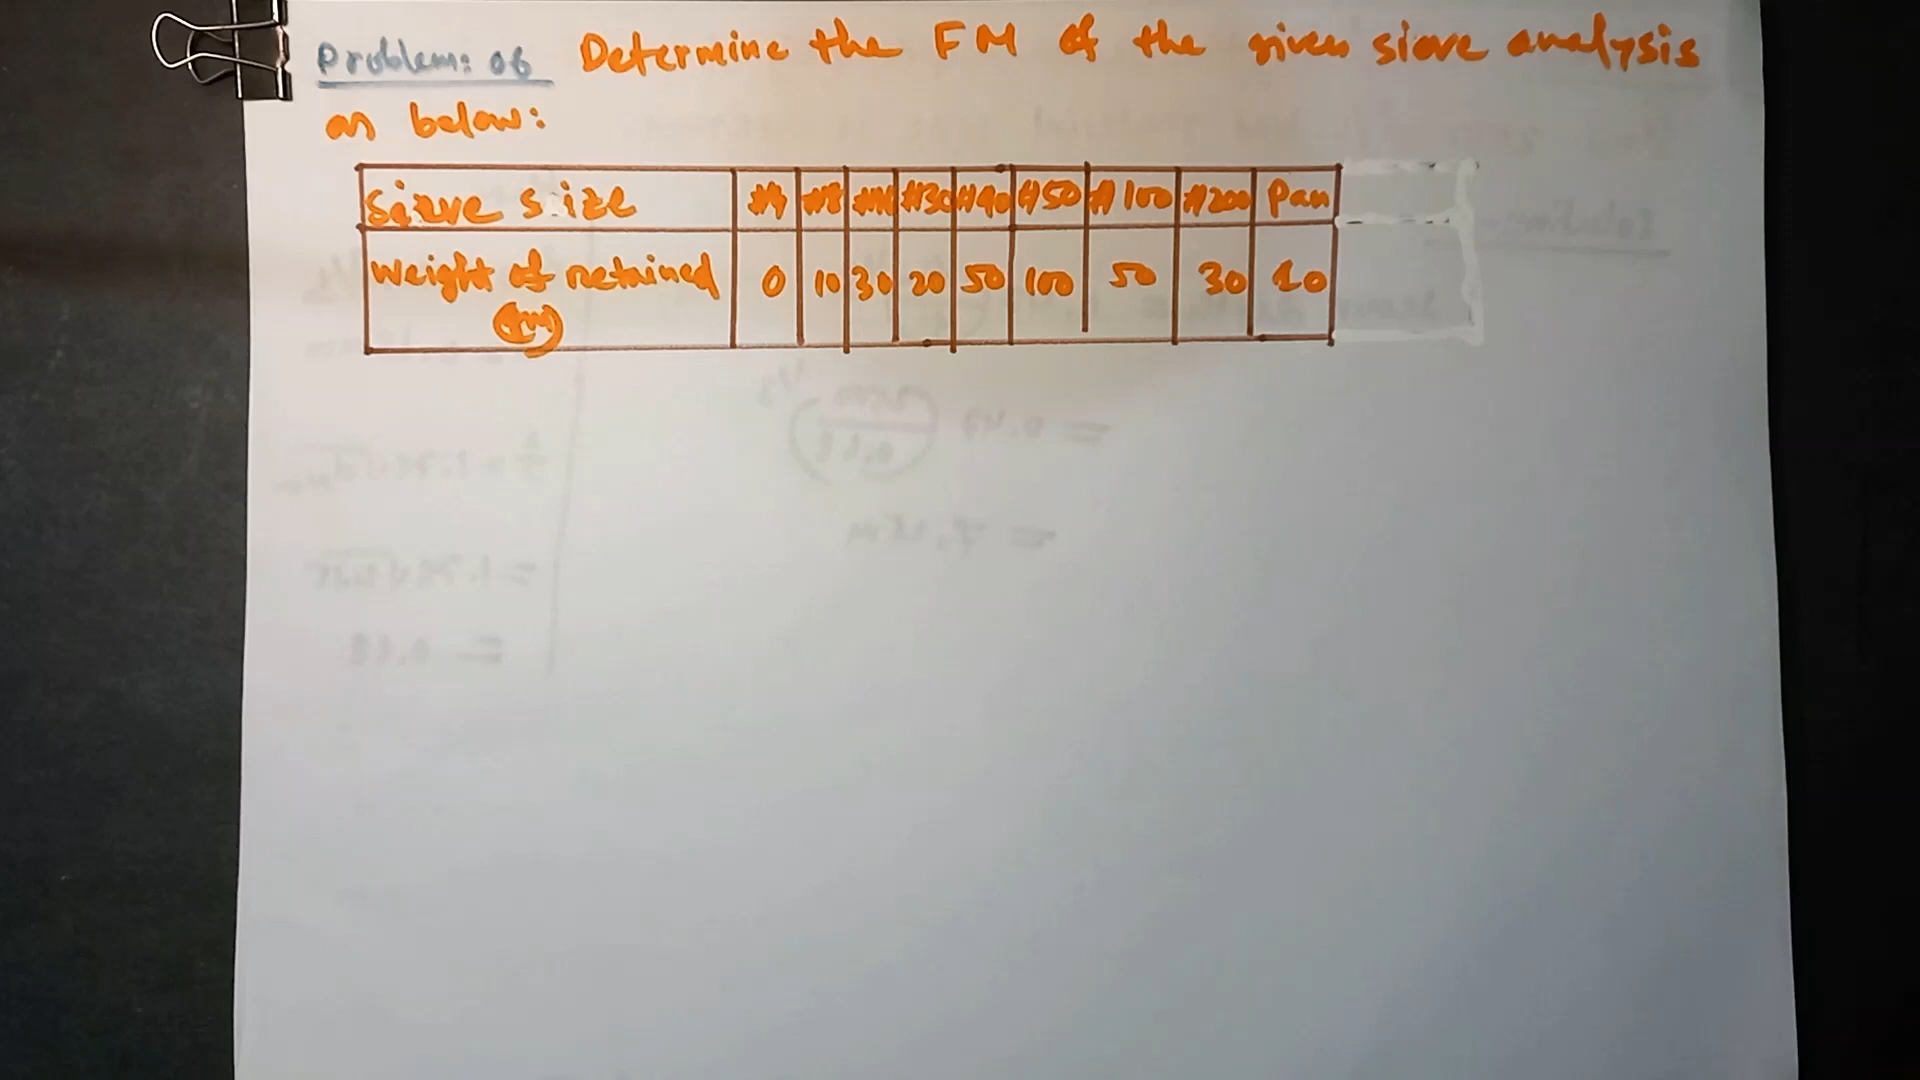 Problem: 06 Determine the FM of the given sieve analysis
as below:
Sieve size #4 #8 #16 #30 #40 #50 #100 #200 Pan
Weight of retained 0 10 30 20 50 100 50 30 10
(gm)